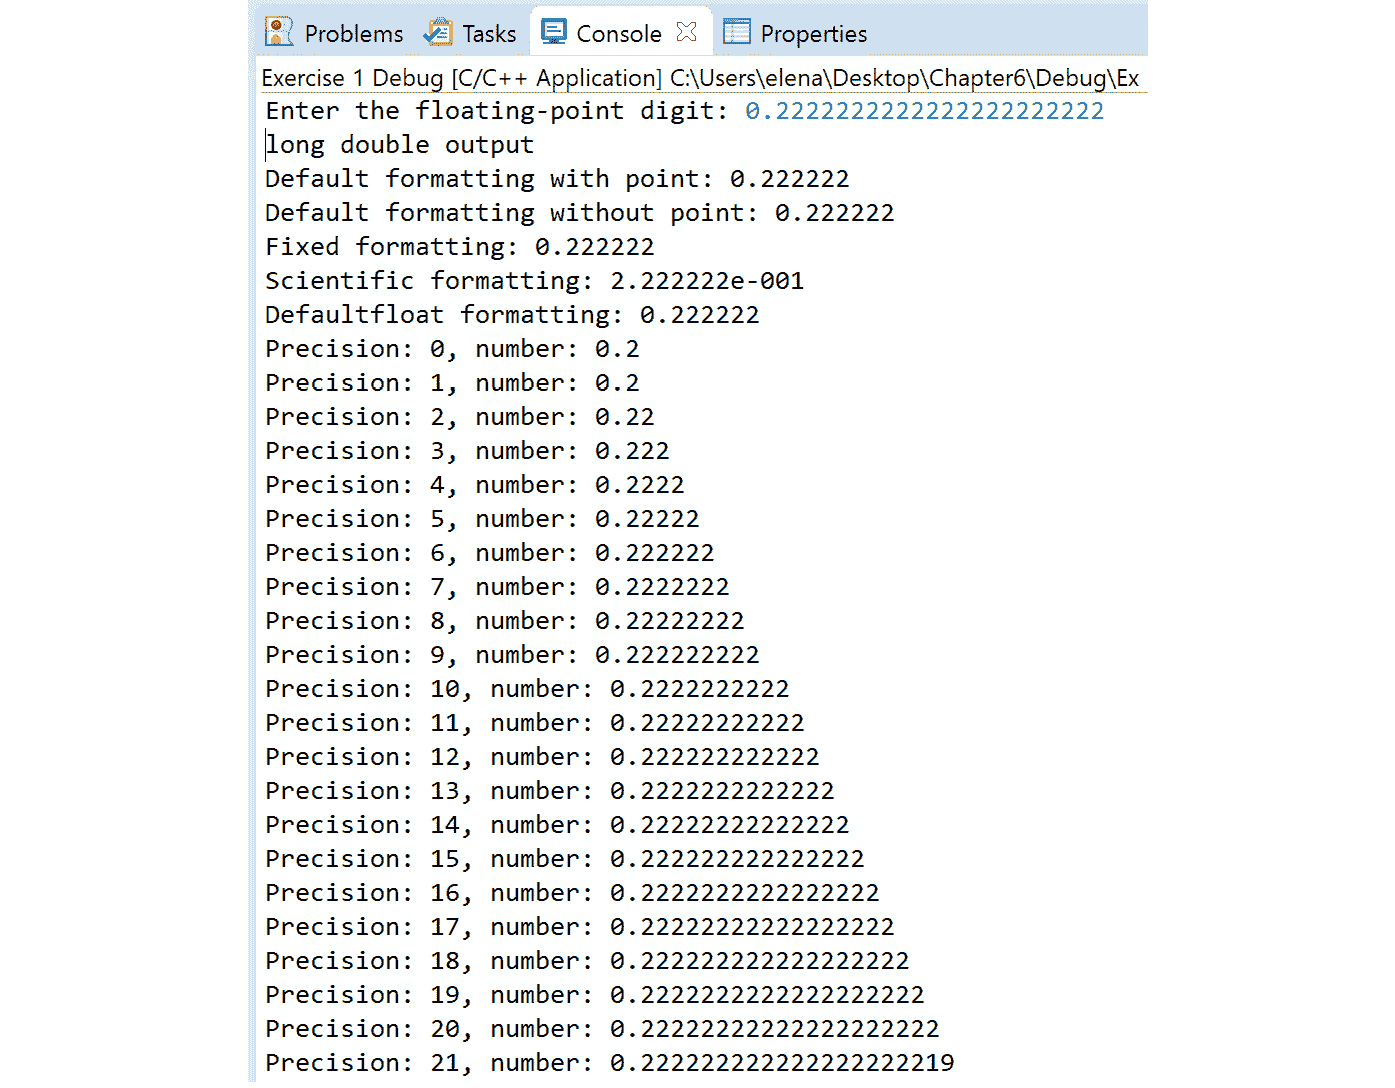 Problems Tasks Console Properties
Exercise 1 Debug [C/C++ Application] C:\Users\elena\Desktop\Chapter6\Debug\Ex
Enter the floating-point digit: 0.2222222222222222222222
long double output
Default formatting with point: 0.222222
Default formatting without point: 0.222222
Fixed formatting: 0.222222
Scientific formatting: 2.222222e-001
Defaultfloat formatting: 0.222222
Precision: 0, number: 0.2
Precision: 1, number: 0.2
Precision: 2, number: 0.22
Precision: 3, number: 0.222
Precision: 4, number: 0.2222
Precision: 5, number: 0.22222
Precision: 6, number: 0.222222
Precision: 7, number: 0.2222222
Precision: 8, number: 0.22222222
Precision: 9, number: 0.222222222
Precision: 10, number: 0.2222222222
Precision: 11, number: 0.22222222222
Precision: 12, number: 0.222222222222
Precision: 13, number: 0.2222222222222
Precision: 14, number: 0.22222222222222
Precision: 15, number: 0.222222222222222
Precision: 16, number: 0.2222222222222222
Precision: 17, number: 0.22222222222222222
Precision: 18, number: 0.222222222222222222
Precision: 19, number: 0.2222222222222222222
Precision: 20, number: 0.22222222222222222222
Precision: 21, number: 0.222222222222222222219